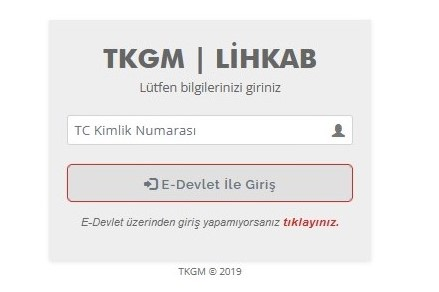 TKGM | LİHKAB
Lütfen bilgilerinizi giriniz
TC Kimlik Numarası
E-Devlet İle Giriş
E-Devlet üzerinden giriş yapamıyorsanız tıklayınız.
TKGM © 2019